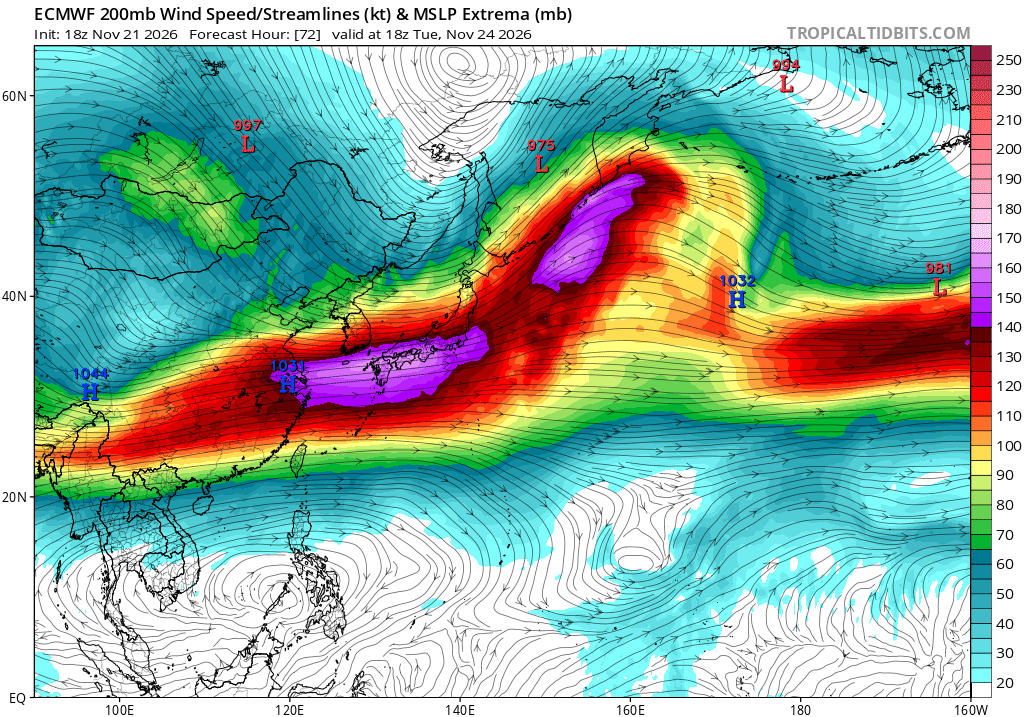 ECMWF 200mb Wind Speed/Streamlines (kt) & MSLP Extrema (mb)
Init: 18z Nov 21 2026   Forecast Hour: [72]   valid at 18z Tue, Nov 24 2026
TROPICALTIDBITS.COM
994
L
997
L
975
L
981
L
1032
H
1031
H
1044
H
60N
40N
20N
EQ
100E
120E
140E
160E
180
160W
250
230
210
200
190
180
170
160
150
140
130
120
110
100
90
80
70
60
50
40
30
20